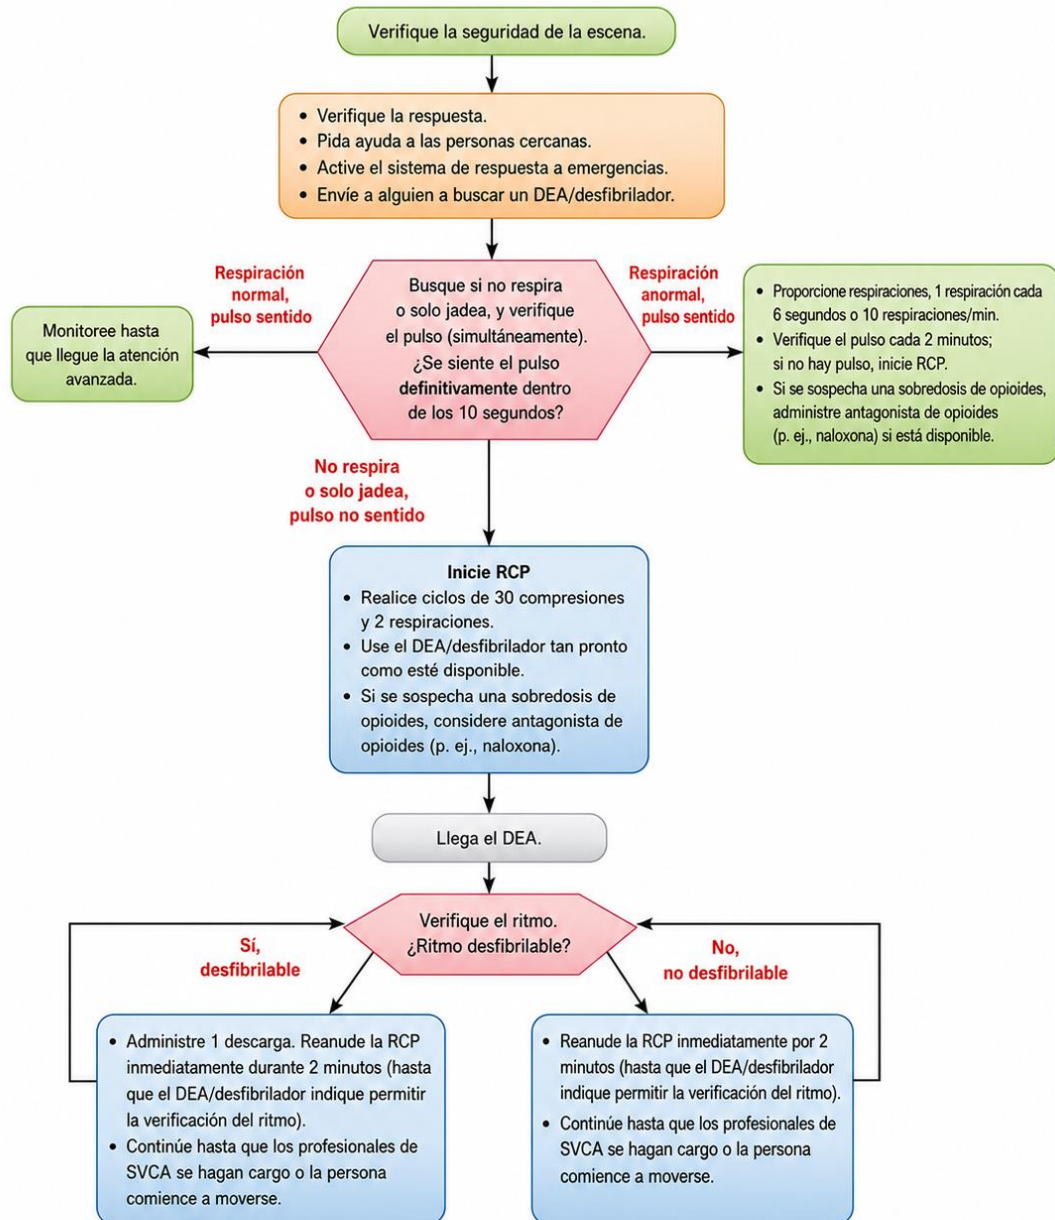 Verifique la seguridad de la escena.
• Verifique la respuesta.
• Pida ayuda a las personas cercanas.
• Active el sistema de respuesta a emergencias.
• Envíe a alguien a buscar un DEA/desfibrilador.
Respiración
normal,
pulso sentido
Monitoree hasta
que llegue la atención
avanzada.
Busque si no respira
o solo jadea, y verifique
el pulso (simultáneamente).
¿Se siente el pulso
definitivamente dentro
de los 10 segundos?
Respiración
anormal,
pulso sentido
• Proporcione respiraciones, 1 respiración cada
6 segundos o 10 respiraciones/min.
• Verifique el pulso cada 2 minutos;
si no hay pulso, inicie RCP.
• Si se sospecha una sobredosis de opioides,
administre antagonista de opioides
(p. ej., naloxona) si está disponible.
No respira
o solo jadea,
pulso no sentido
Inicie RCP
• Realice ciclos de 30 compresiones
y 2 respiraciones.
• Use el DEA/desfibrilador tan pronto
como esté disponible.
• Si se sospecha una sobredosis de
opioides, considere antagonista de
opioides (p. ej., naloxona).
Llega el DEA.
Verifique el ritmo.
¿Ritmo desfibrilable?
Sí,
desfibrilable
No,
no desfibrilable
• Administre 1 descarga. Reanude la RCP
inmediatamente durante 2 minutos (hasta
que el DEA/desfibrilador indique permitir
la verificación del ritmo).
• Continúe hasta que los profesionales de
SVCA se hagan cargo o la persona
comience a moverse.
• Reanude la RCP inmediatamente por 2
minutos (hasta que el DEA/desfibrilador
indique permitir la verificación del ritmo).
• Continúe hasta que los profesionales de
SVCA se hagan cargo o la persona
comience a moverse.